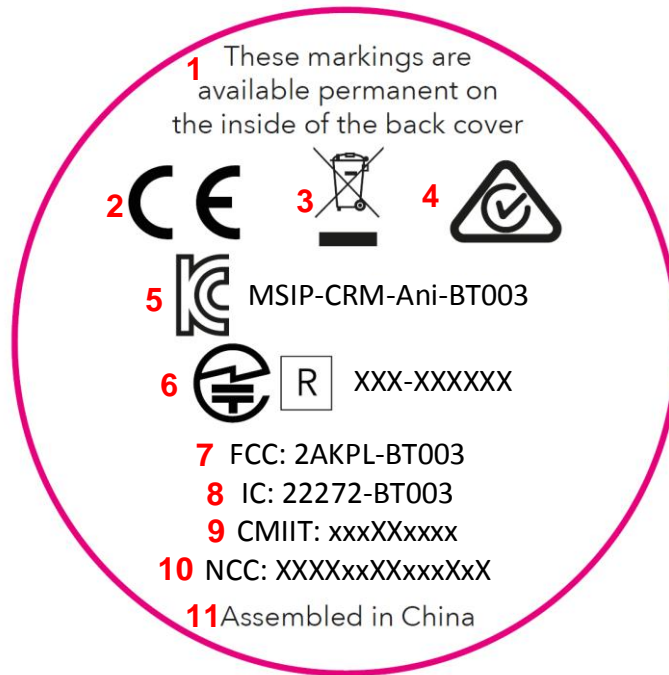 1 These markings are
available permanent on
the inside of the back cover
2 CE 3 4
5 KC MSIP-CRM-Ani-BT003
6 R XXX-XXXXXX
7 FCC: 2AKPL-BT003
8 IC: 22272-BT003
9 CMIIT: xxxXXxxxx
10 NCC: XXXXxxXXxxxXxX
11 Assembled in China